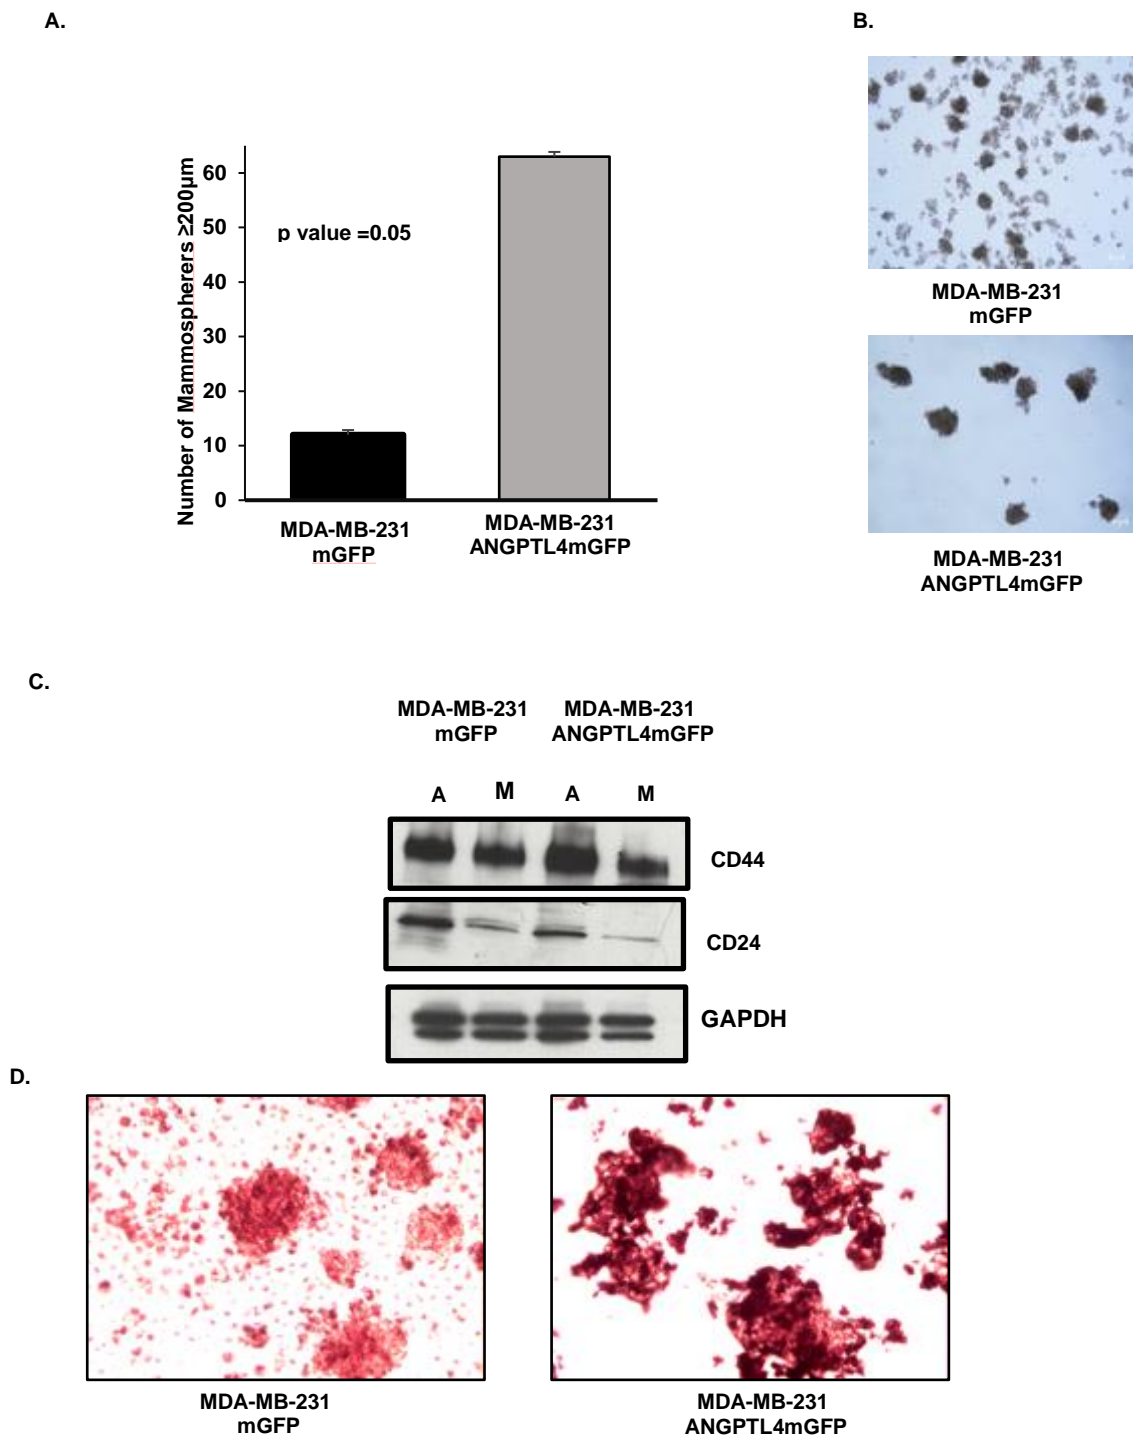 A.
B.
Number of Mammospherers ≥200µm
60
50
40
30
20
10
0
p value =0.05
MDA-MB-231
mGFP
MDA-MB-231
ANGPTL4mGFP
MDA-MB-231
mGFP
MDA-MB-231
ANGPTL4mGFP
C.
MDA-MB-231
mGFP
MDA-MB-231
ANGPTL4mGFP
A M A M
CD44
CD24
GAPDH
D.
MDA-MB-231
mGFP
MDA-MB-231
ANGPTL4mGFP